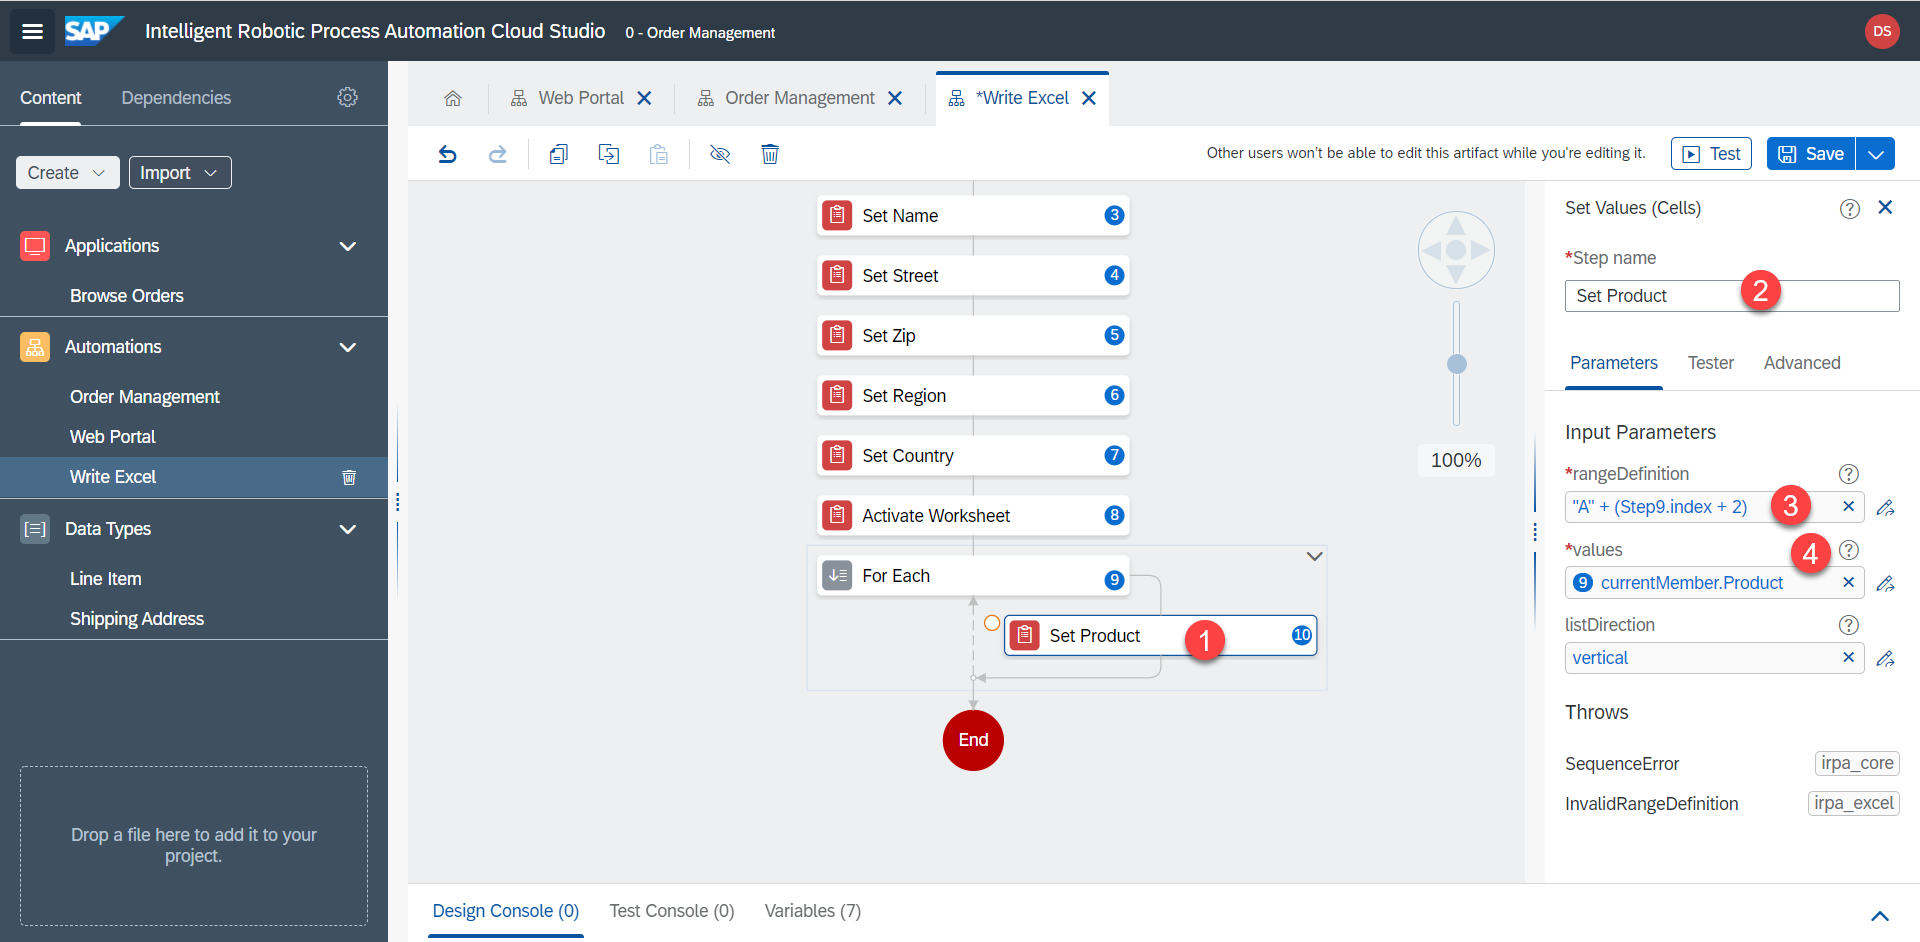 SAP Intelligent Robotic Process Automation Cloud Studio 0 - Order Management DS
Content Dependencies
Web Portal Order Management *Write Excel
Create Import
Other users won't be able to edit this artifact while you're editing it. Test Save
Applications
Browse Orders
Automations
Order Management
Web Portal
Write Excel
Data Types
Line Item
Shipping Address
Drop a file here to add it to your
project.
Set Name 3
Set Street 4
Set Zip 5
Set Region 6
Set Country 7
Activate Worksheet 8
For Each 9
Set Product 1 10
End
100%
Set Values (Cells)
*Step name
Set Product 2
Parameters Tester Advanced
Input Parameters
*rangeDefinition
"A" + (Step9.index + 2) 3
*values 4
9 currentMember.Product
listDirection
vertical
Throws
SequenceError irpa_core
InvalidRangeDefinition irpa_excel
Design Console (0) Test Console (0) Variables (7)